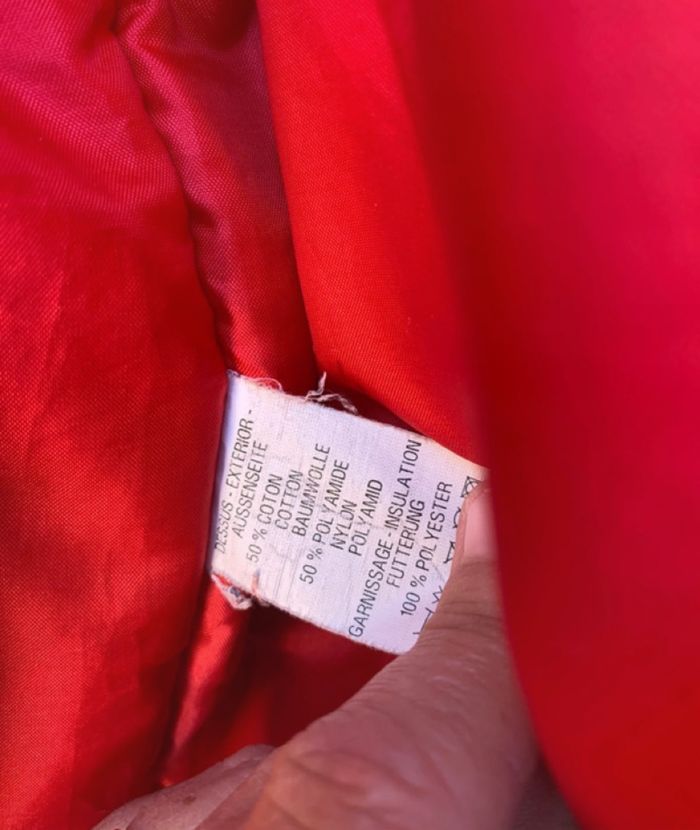 DESSUS - EXTERIOR -
AUSSENSEITE
50 % COTON
COTTON
BAUMWOLLE
50 % POLYAMIDE
NYLON
POLYAMID
GARNISSAGE - INSULATION
FUTTERUNG
100 % POLYESTER